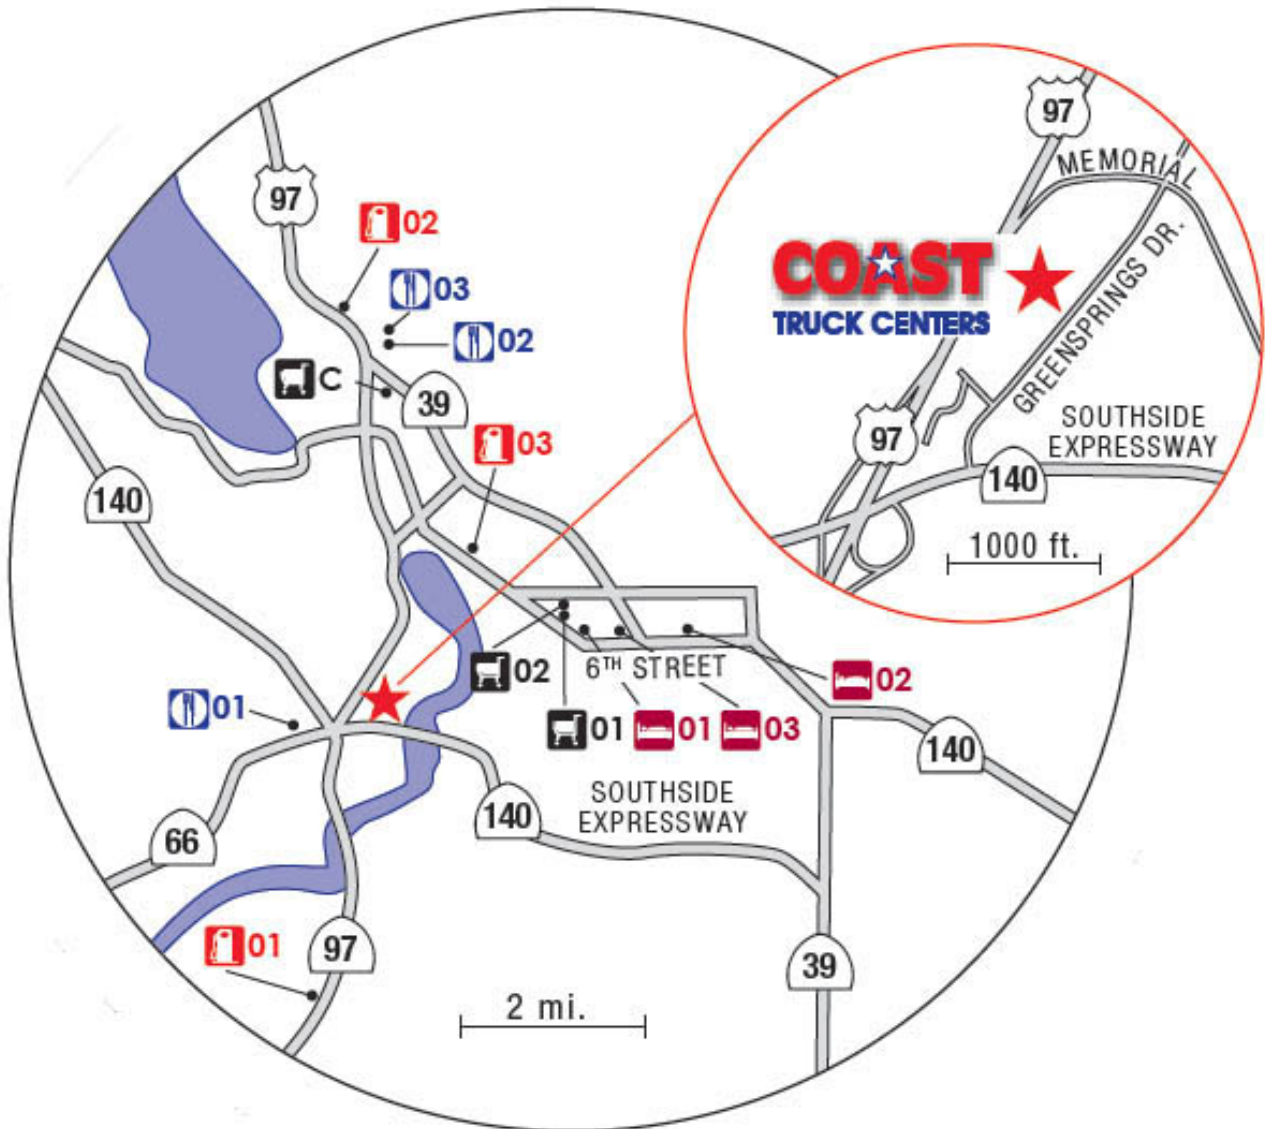 97
MEMORIAL
97
02
COAST
TRUCK CENTERS
GREENSPRINGS DR.
03
02
C
39
97
SOUTHSIDE
EXPRESSWAY
03
140
140
1000 ft.
02
6TH STREET
02
01
01
01
03
140
SOUTHSIDE
EXPRESSWAY
140
66
01
97
39
2 mi.